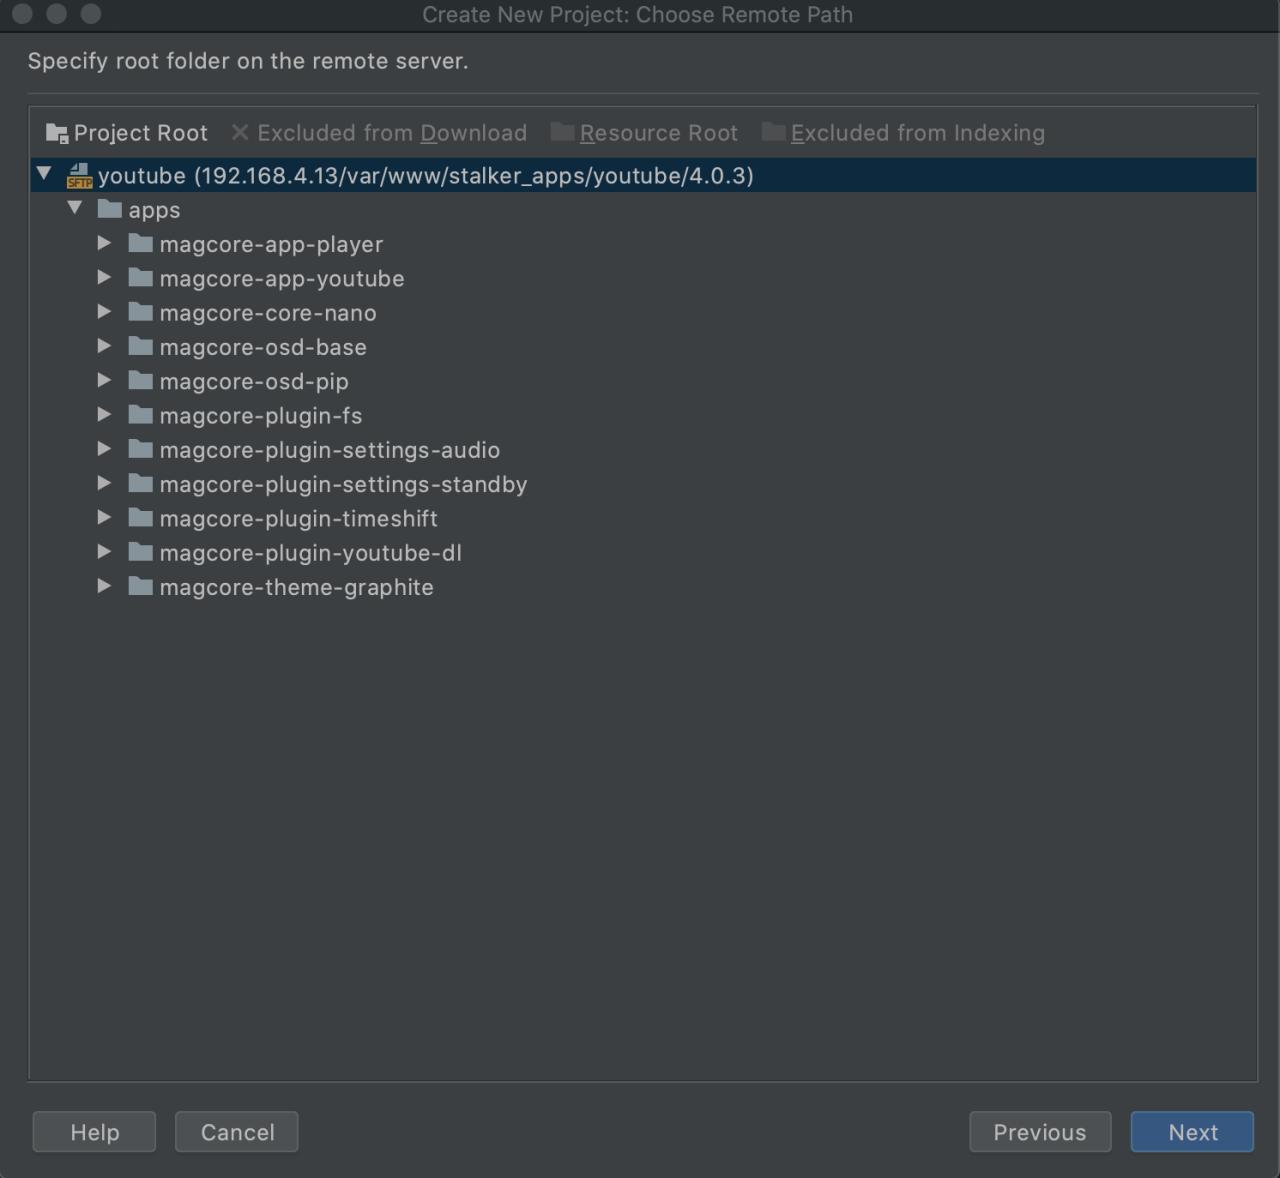 Create New Project: Choose Remote Path
Specify root folder on the remote server.
Project Root Excluded from Download Resource Root Excluded from Indexing
SFTP youtube (192.168.4.13/var/www/stalker_apps/youtube/4.0.3)
apps
magcore-app-player
magcore-app-youtube
magcore-core-nano
magcore-osd-base
magcore-osd-pip
magcore-plugin-fs
magcore-plugin-settings-audio
magcore-plugin-settings-standby
magcore-plugin-timeshift
magcore-plugin-youtube-dl
magcore-theme-graphite
Help Cancel Previous Next